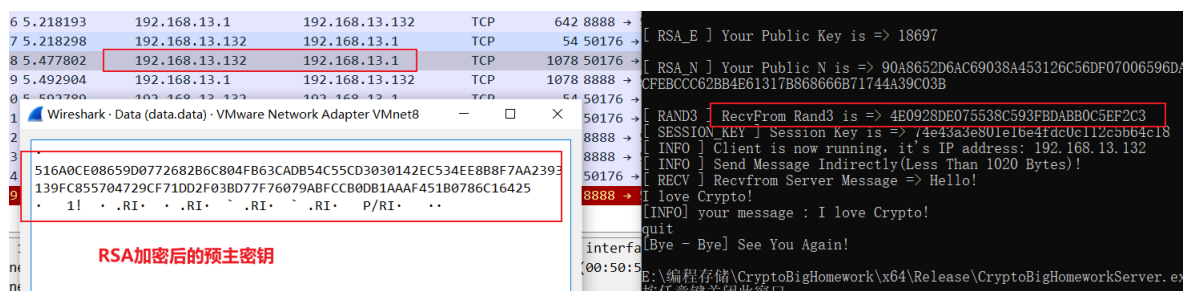 6 5.218193 192.168.13.1 192.168.13.132 TCP 642 8888 →
7 5.218298 192.168.13.132 192.168.13.1 TCP 54 50176 →
8 5.477802 192.168.13.132 192.168.13.1 TCP 1078 50176 →
9 5.492904 192.168.13.1 192.168.13.132 TCP 1078 8888 →
Wireshark · Data (data.data) · VMware Network Adapter VMnet8
516A0CE08659D0772682B6C804FB63CADB54C55CD3030142EC534EE8B8F7AA2393
139FC855704729CF71DD2F03BD77F76079ABFCCB0DB1AAAF451B0786C16425
· 1! · .RI· · .RI· ` .RI· ` .RI· P/RI· ··
RSA加密后的预主密钥
interfa
(00:50:5
[ RSA_E ] Your Public Key is => 18697
[ RSA_N ] Your Public N is => 90A8652D6AC69038A453126C56DF07006596DA
CFEBCCC62BB4E61317B868666B71744A39C03B
[ RAND3 ] RecvFrom Rand3 is => 4E0928DE075538C593FBDABB0C5EF2C3
[ SESSION_KEY ] Session Key is => 74e43a3e801e16e4fdc0c112c5b64c18
[ INFO ] Client is now running, it's IP address: 192.168.13.132
[ INFO ] Send Message Indirectly(Less Than 1020 Bytes)!
[ RECV ] Recvfrom Server Message => Hello!
I love Crypto!
[INFO] your message : I love Crypto!
quit
[Bye - Bye] See You Again!
E:\编程存储\CryptoBigHomework\x64\Release\CryptoBigHomeworkServer.ex